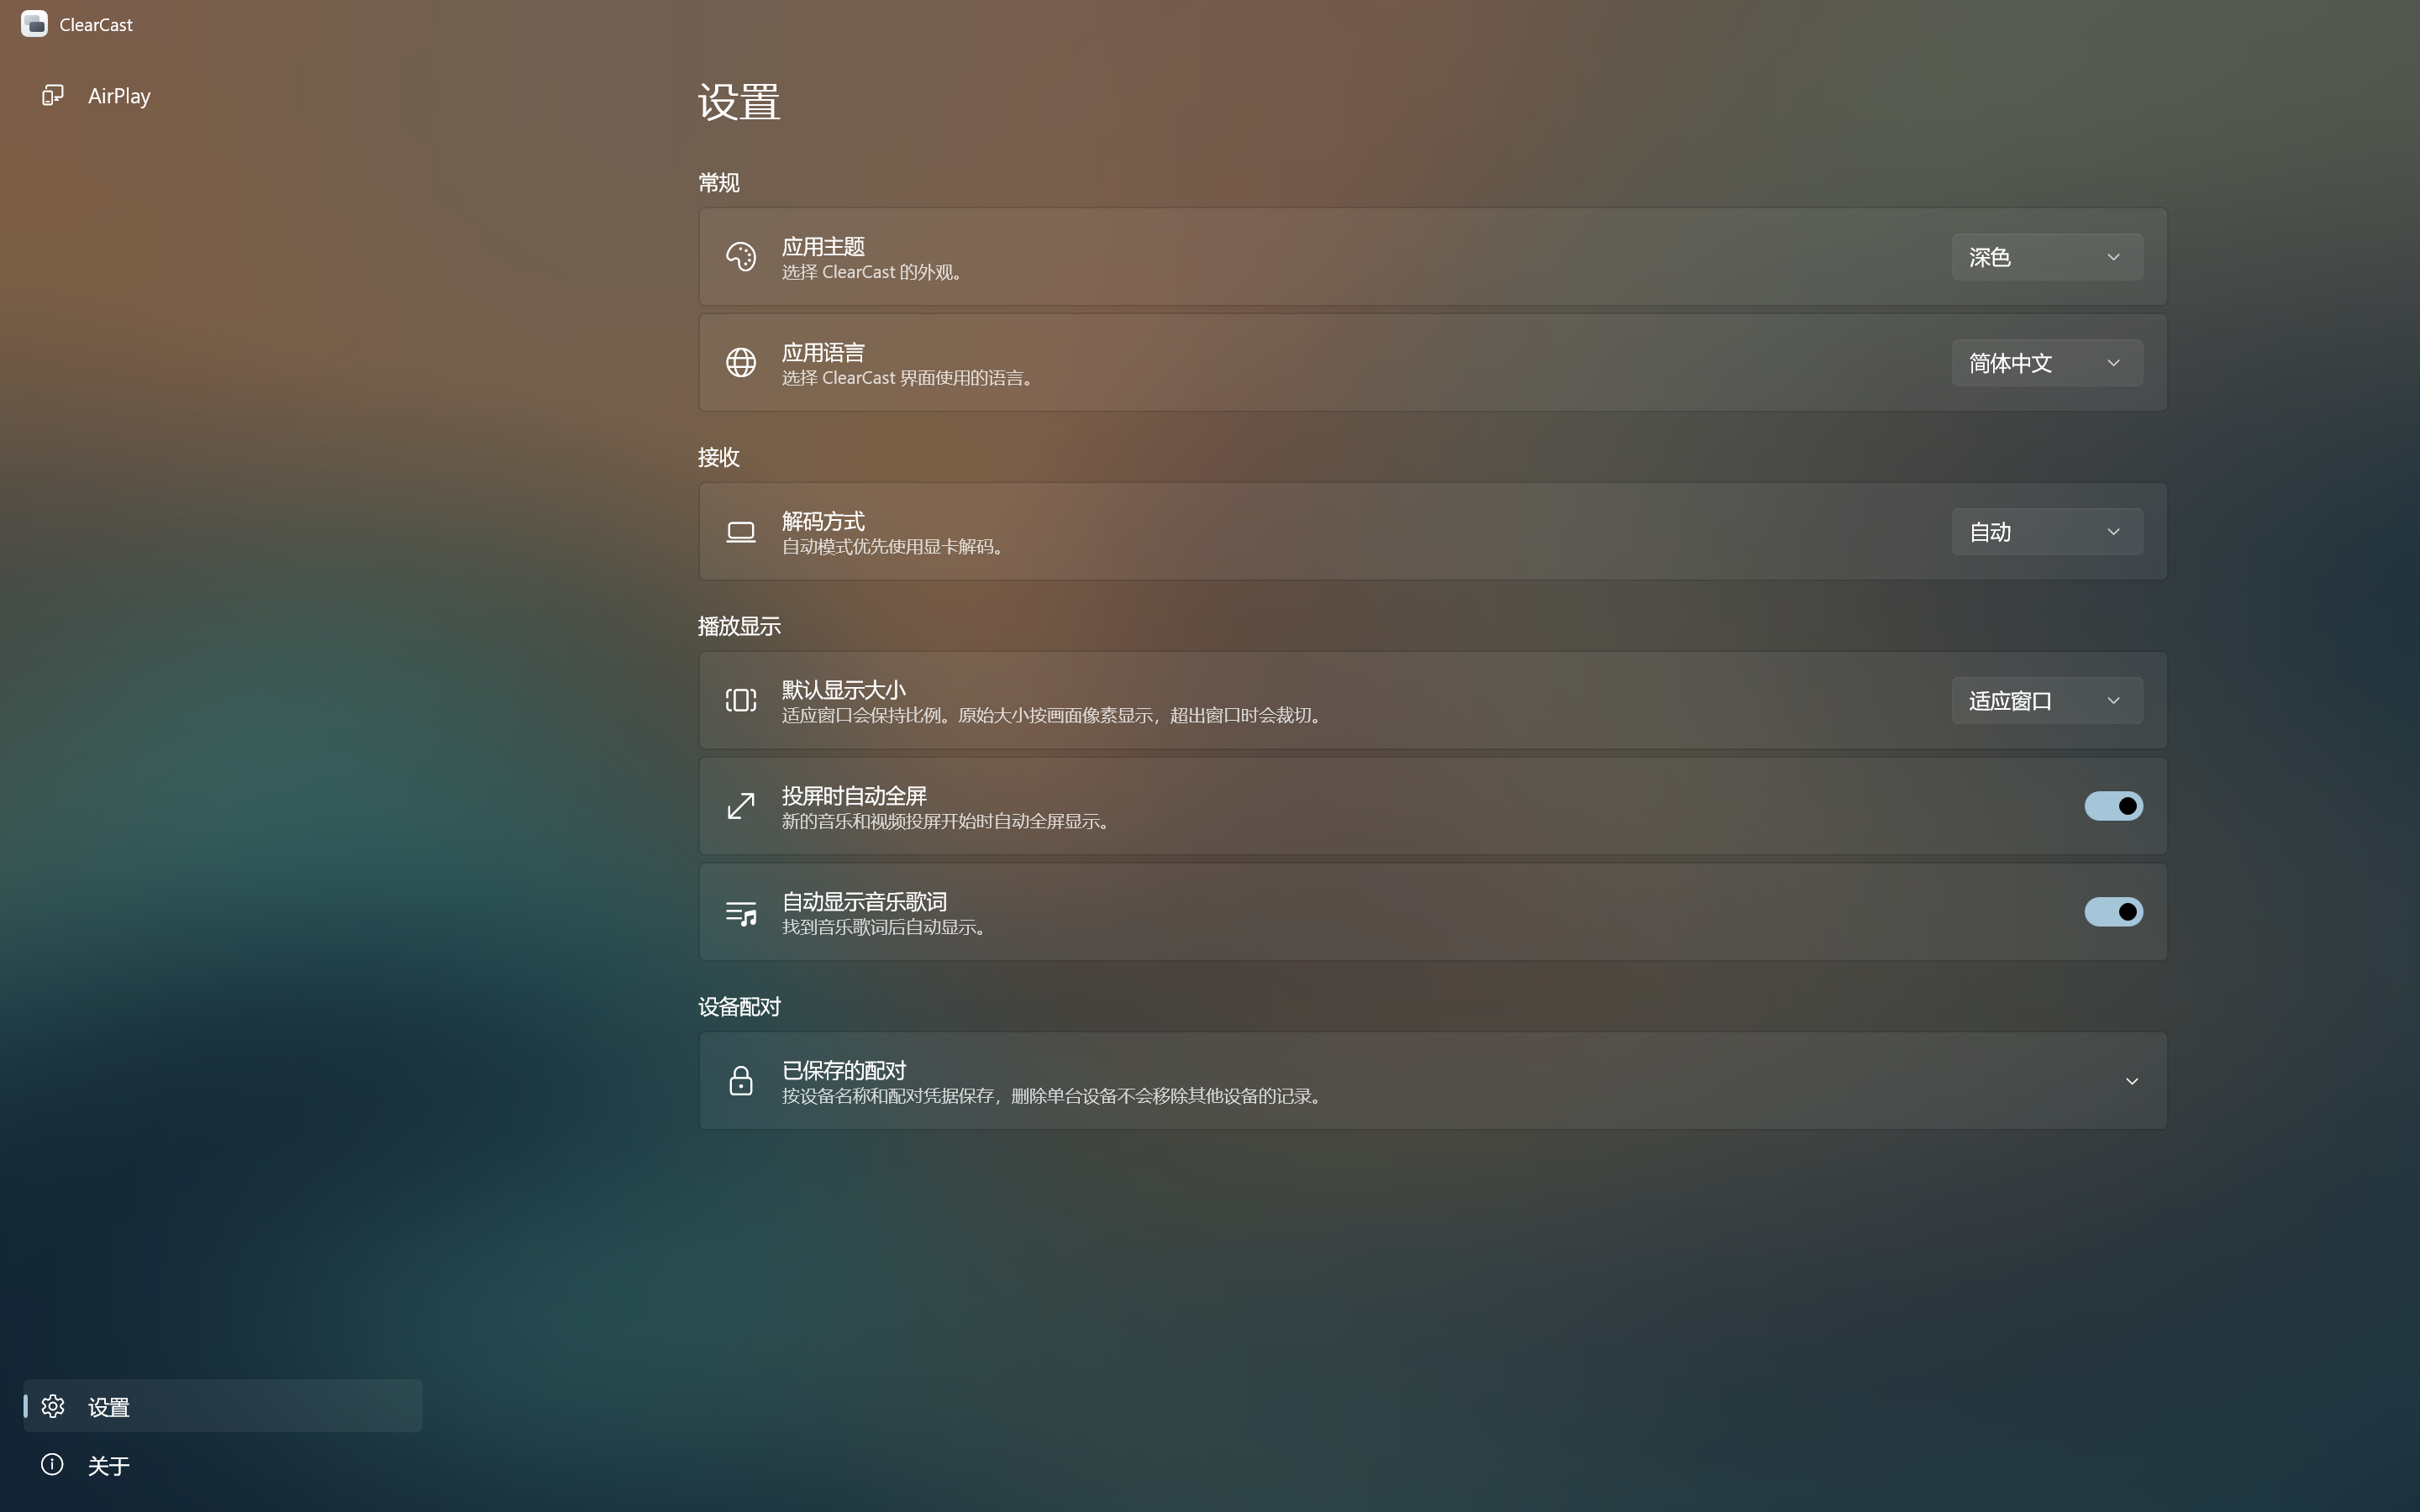 ClearCast
AirPlay
设置
常规
应用主题
选择 ClearCast 的外观。
深色
应用语言
选择 ClearCast 界面使用的语言。
简体中文
接收
解码方式
自动模式优先使用显卡解码。
自动
播放显示
默认显示大小
适应窗口会保持比例。原始大小按画面像素显示，超出窗口时会裁切。
适应窗口
投屏时自动全屏
新的音乐和视频投屏开始时自动全屏显示。
自动显示音乐歌词
找到音乐歌词后自动显示。
设备配对
已保存的配对
按设备名称和配对凭据保存，删除单台设备不会移除其他设备的记录。
设置
关于